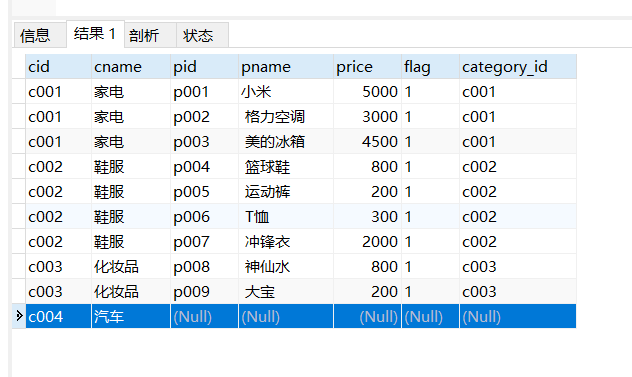 信息 结果 1 剖析 状态
cid cname pid pname price flag category_id
c001 家电 p001 小米 5000 1 c001
c001 家电 p002 格力空调 3000 1 c001
c001 家电 p003 美的冰箱 4500 1 c001
c002 鞋服 p004 篮球鞋 800 1 c002
c002 鞋服 p005 运动裤 200 1 c002
c002 鞋服 p006 T恤 300 1 c002
c002 鞋服 p007 冲锋衣 2000 1 c002
c003 化妆品 p008 神仙水 800 1 c003
c003 化妆品 p009 大宝 200 1 c003
c004 汽车 (Null) (Null) (Null) (Null) (Null)